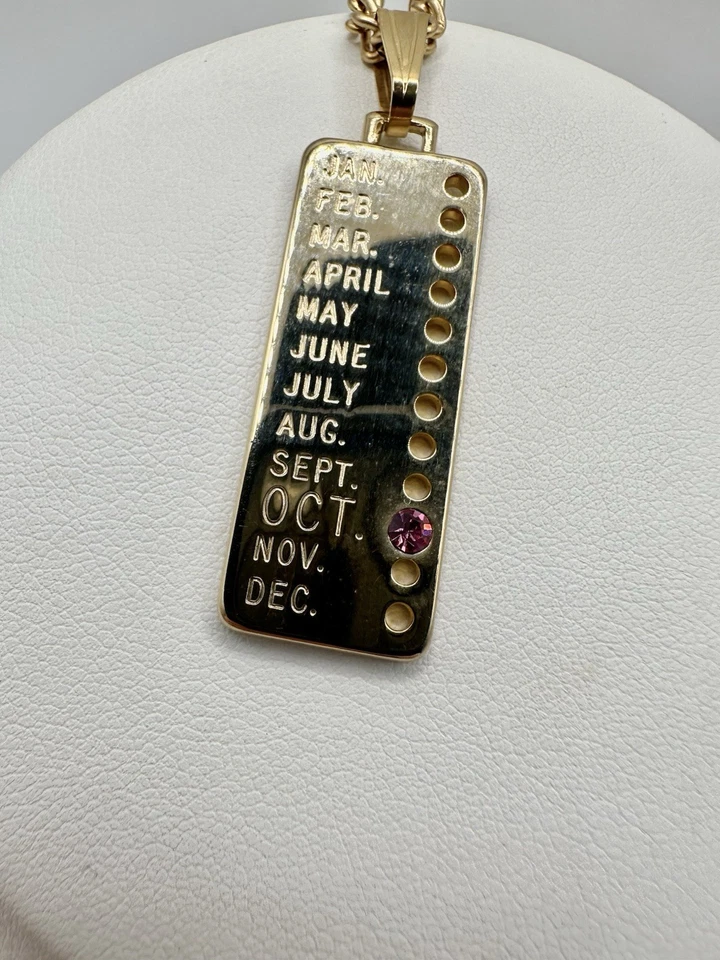 JAN.
FEB.
MAR.
APRIL
MAY
JUNE
JULY
AUG.
SEPT.
OCT.
NOV.
DEC.